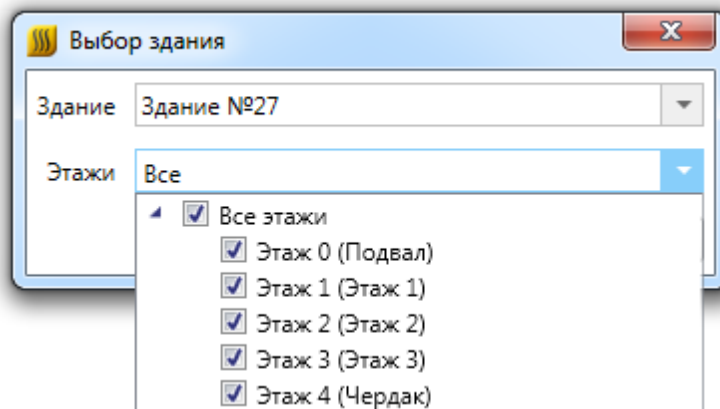 Выбор здания
Здание Здание №27
Этажи Все
Все этажи
Этаж 0 (Подвал)
Этаж 1 (Этаж 1)
Этаж 2 (Этаж 2)
Этаж 3 (Этаж 3)
Этаж 4 (Чердак)